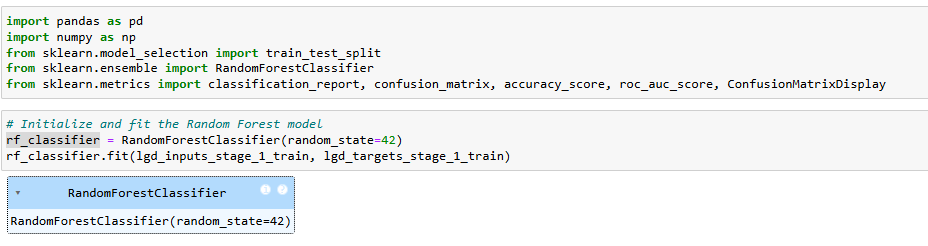 import pandas as pd
import numpy as np
from sklearn.model_selection import train_test_split
from sklearn.ensemble import RandomForestClassifier
from sklearn.metrics import classification_report, confusion_matrix, accuracy_score, roc_auc_score, ConfusionMatrixDisplay
# Initialize and fit the Random Forest model
rf_classifier = RandomForestClassifier(random_state=42)
rf_classifier.fit(lgd_inputs_stage_1_train, lgd_targets_stage_1_train)
RandomForestClassifier i ?
RandomForestClassifier(random_state=42)